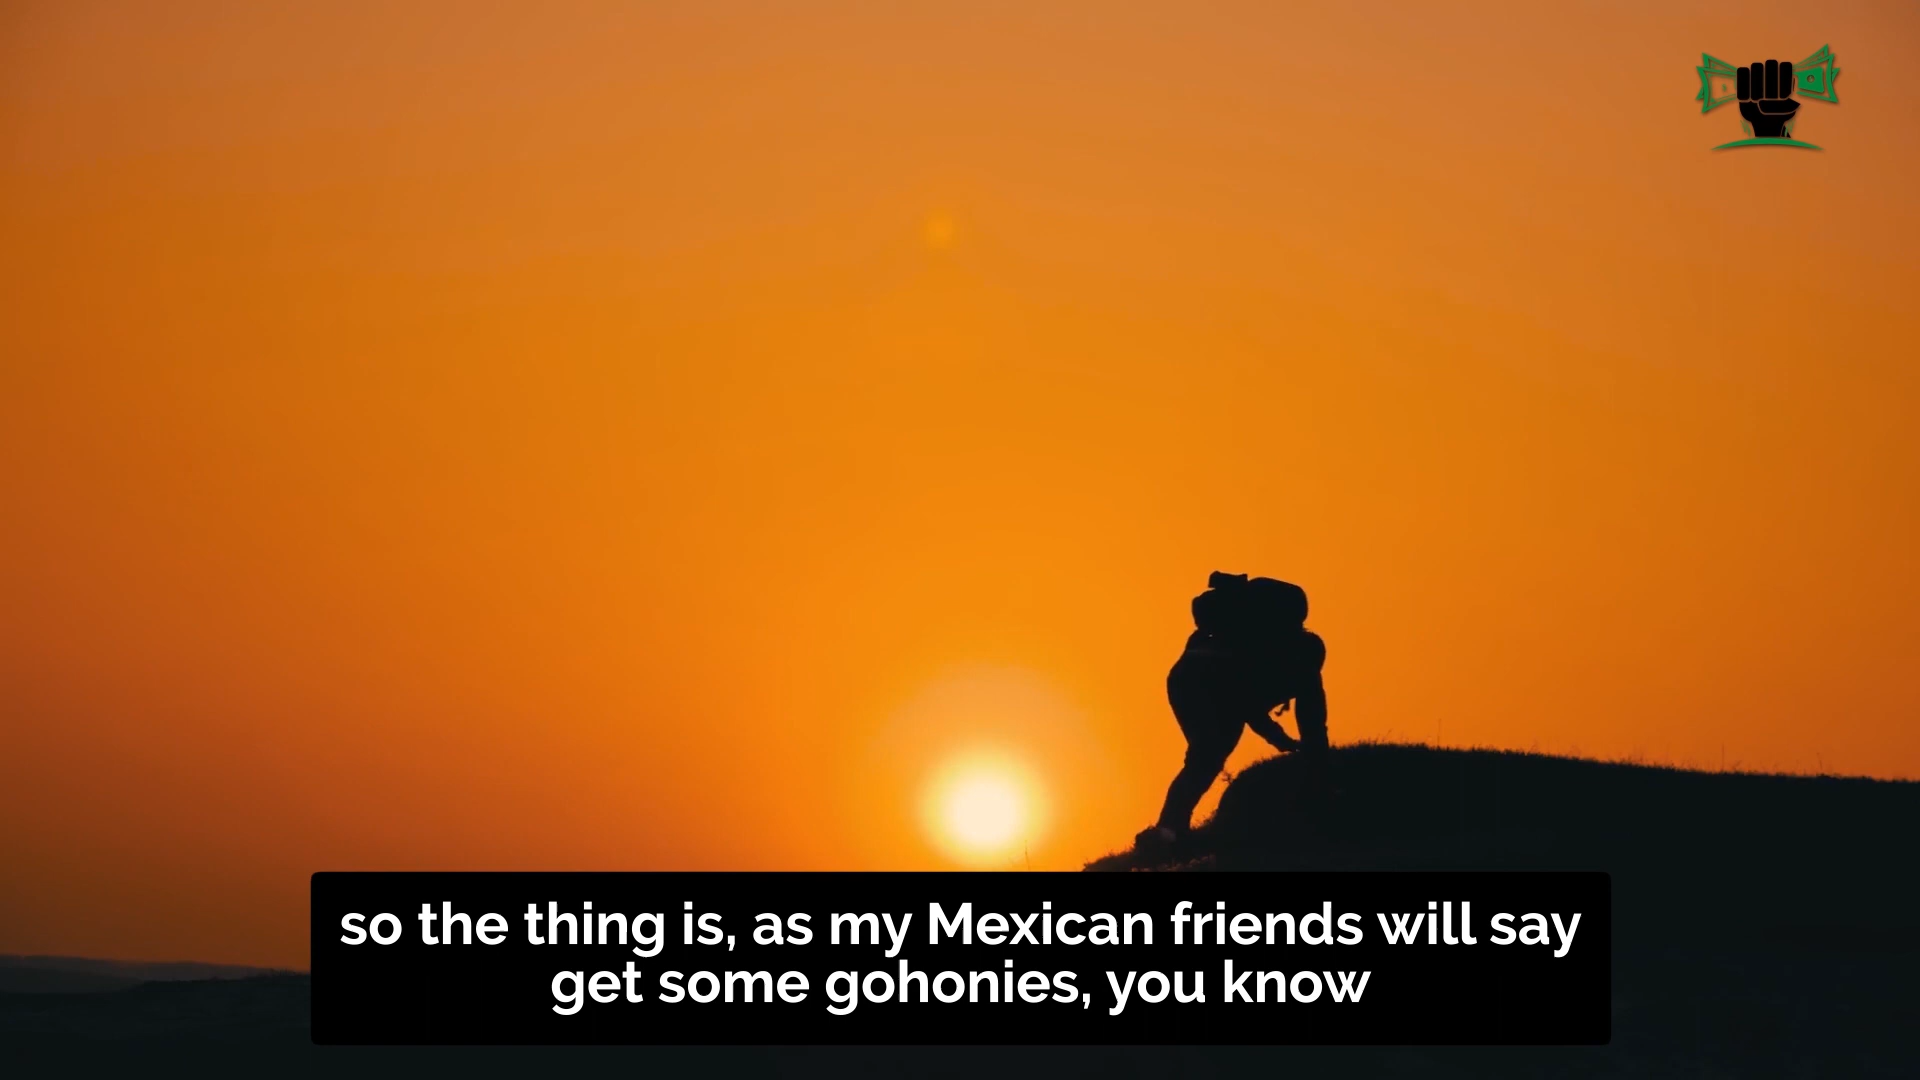 so the thing is, as my Mexican friends will say
get some gohonies, you know